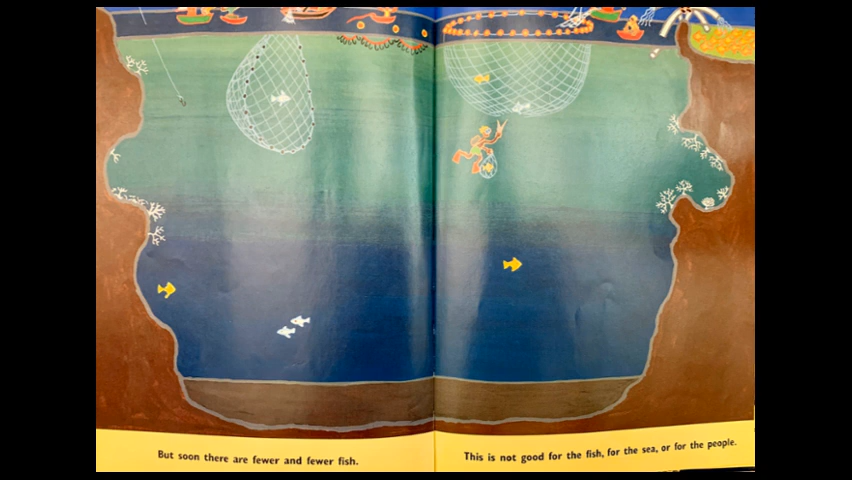 But soon there are fewer and fewer fish.
This is not good for the fish, for the sea, or for the people.